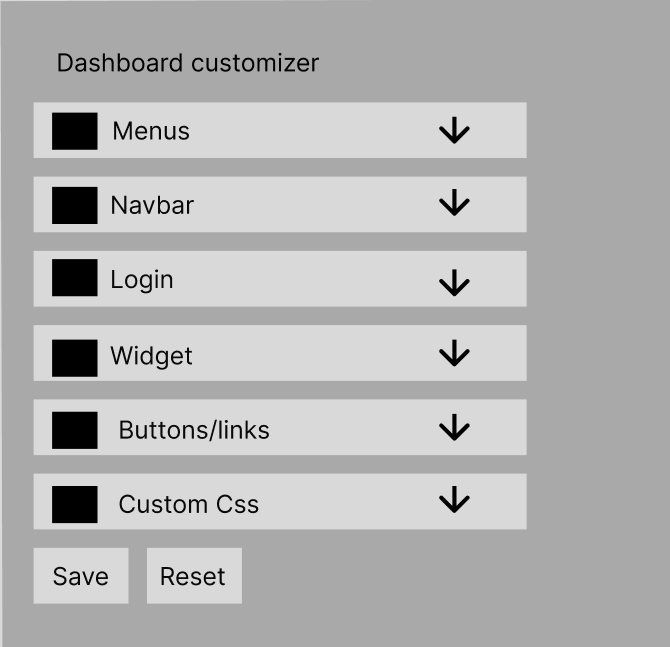 Dashboard customizer
Menus
Navbar
Login
Widget
Buttons/links
Custom Css
Save Reset